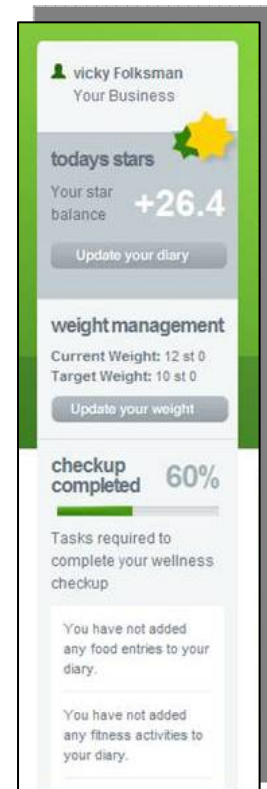 vicky Folksman
Your Business
todays stars
Your star
balance
+26.4
Update your diary
weight management
Current Weight: 12 st 0
Target Weight: 10 st 0
Update your weight
checkup
completed
60%
Tasks required to
complete your wellness
checkup
You have not added
any food entries to your
diary.
You have not added
any fitness activities to
your diary.